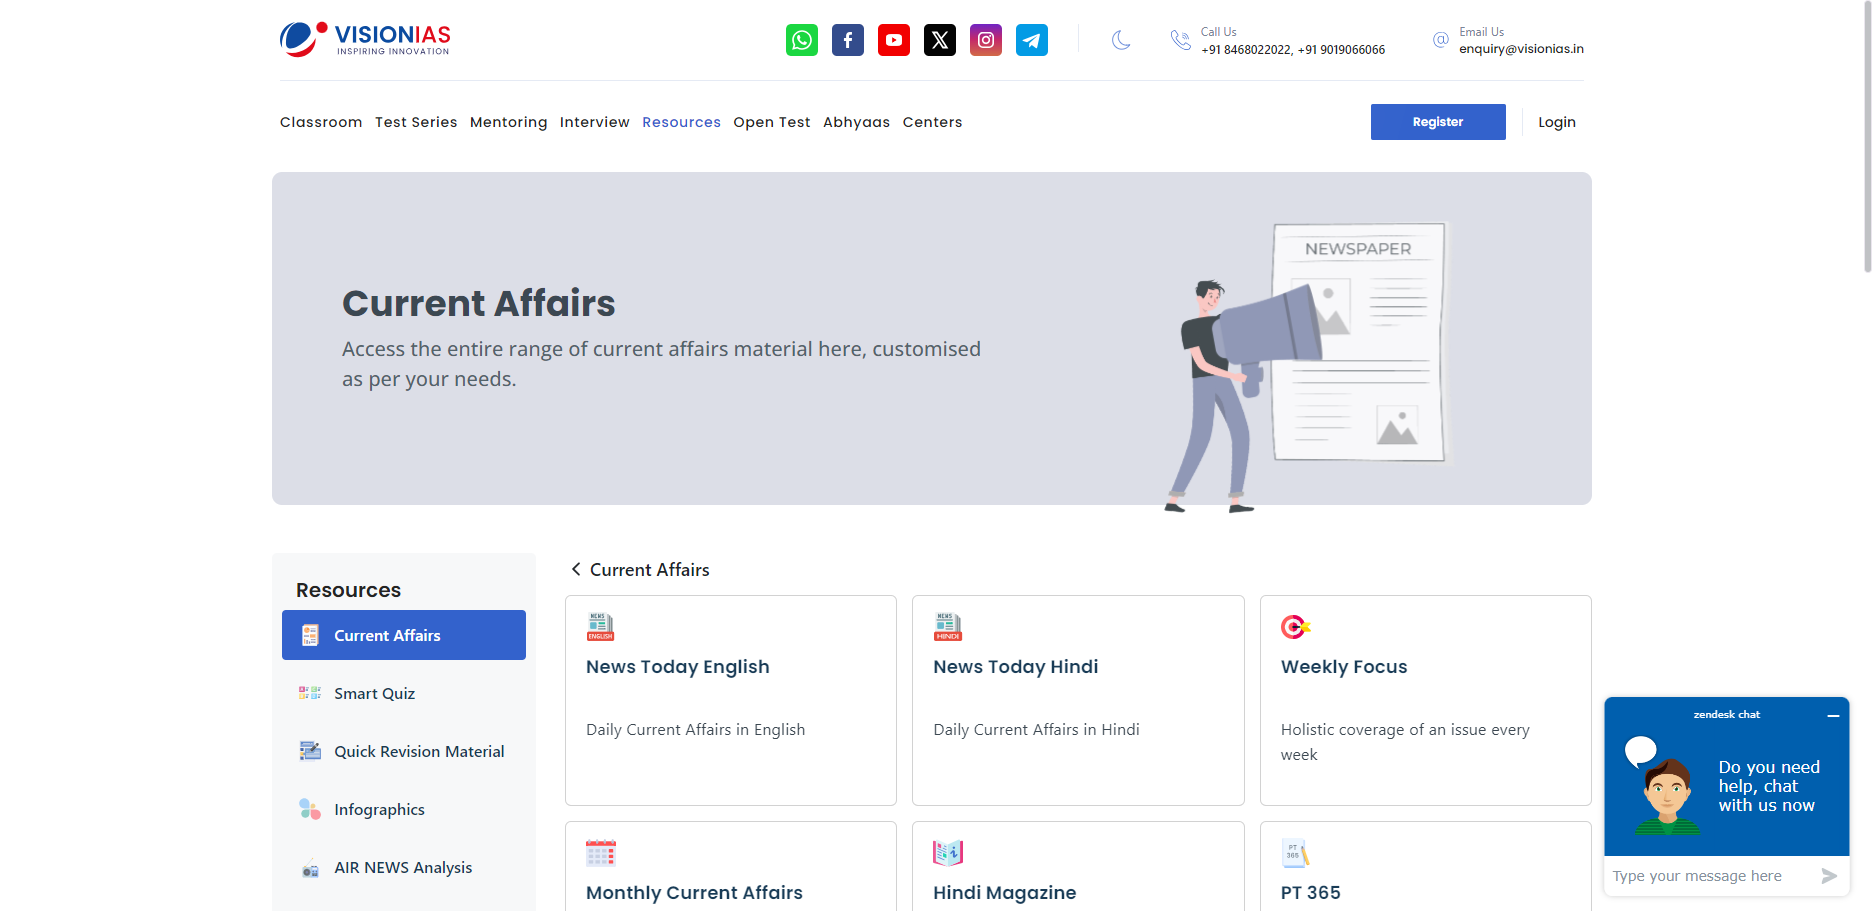 VISIONIAS
INSPIRING INNOVATION
Call Us
+91 8468022022, +91 9019066066
Email Us
enquiry@visionias.in
Classroom Test Series Mentoring Interview Resources Open Test Abhyaas Centers
Register
Login
Current Affairs
Access the entire range of current affairs material here, customised
as per your needs.
NEWSPAPER
Resources
Current Affairs
Smart Quiz
Quick Revision Material
Infographics
AIR NEWS Analysis
Current Affairs
NEWS
ENGLISH
News Today English
Daily Current Affairs in English
NEWS
HINDI
News Today Hindi
Daily Current Affairs in Hindi
Weekly Focus
Holistic coverage of an issue every
week
Monthly Current Affairs
Hindi Magazine
PT
365
PT 365
zendesk chat
Do you need
help, chat
with us now
Type your message here